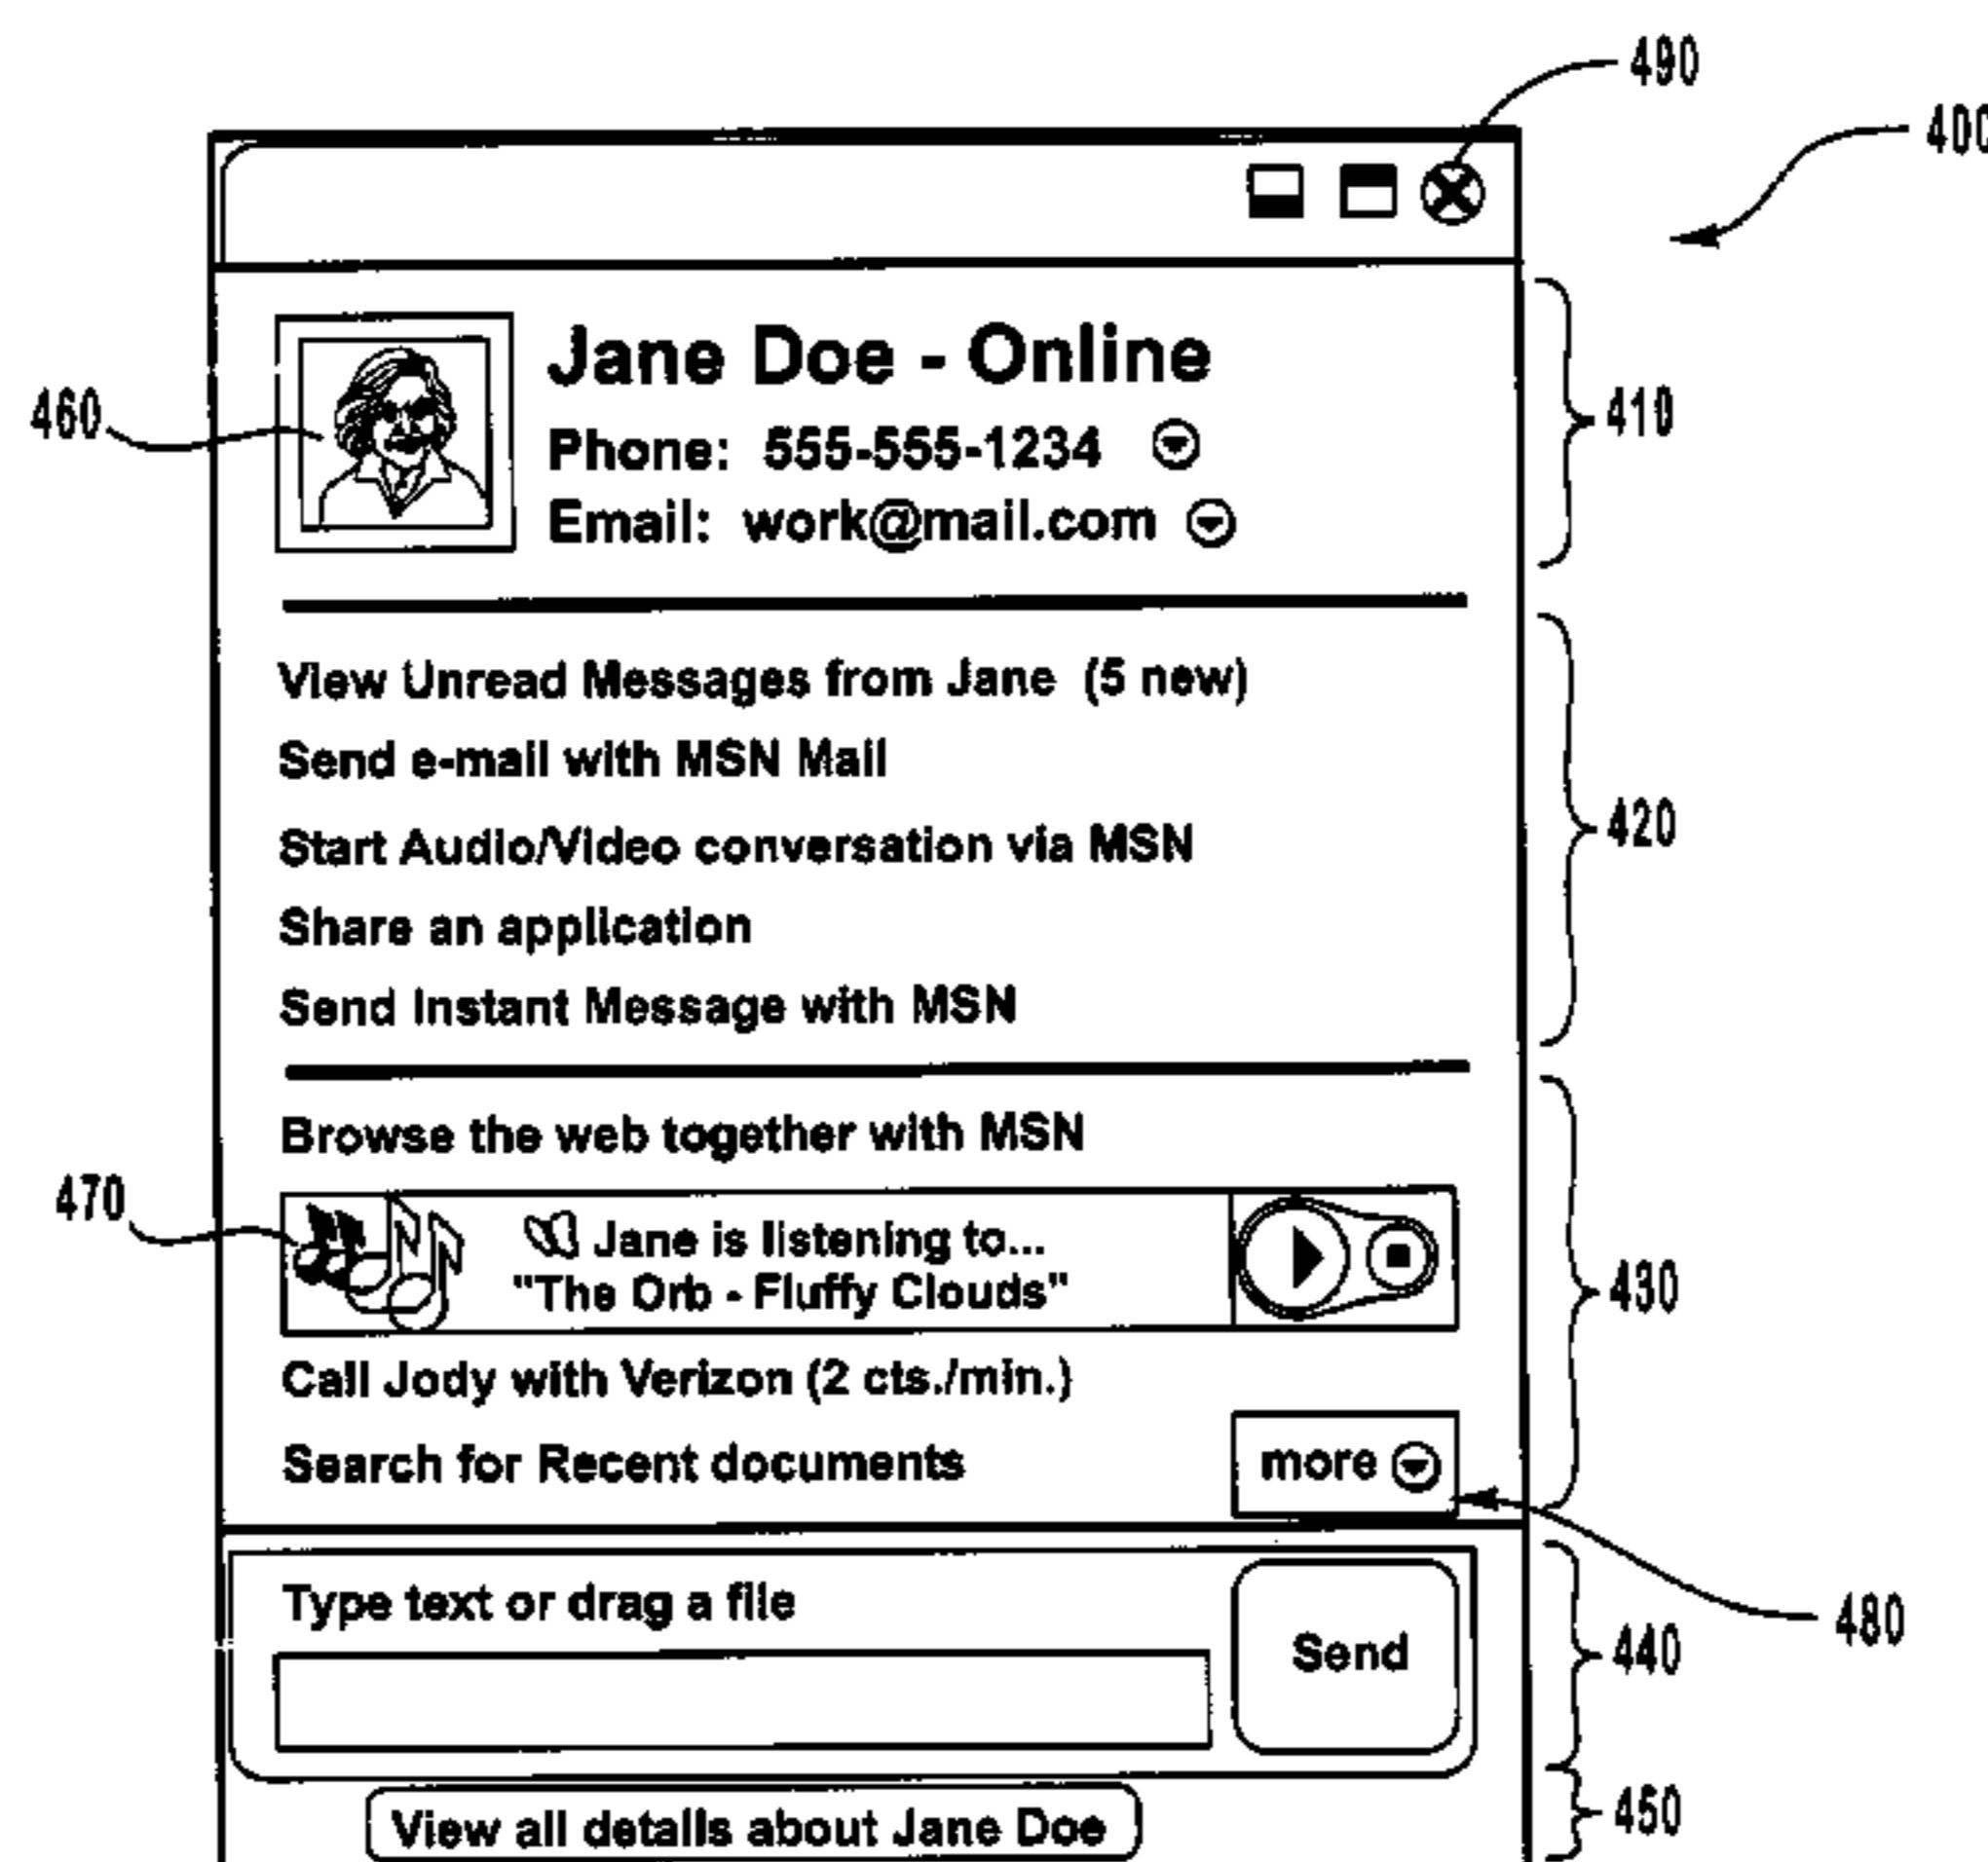 490
400
Jane Doe - Online
460
410
Phone: 555-555-1234
Email: work@mail.com
View Unread Messages from Jane (5 new)
Send e-mail with MSN Mail
420
Start Audio/Video conversation via MSN
Share an application
Send Instant Message with MSN
Browse the web together with MSN
470
Jane is listening to...
"The Orb - Fluffy Clouds"
430
Call Jody with Verizon (2 cts./min.)
Search for Recent documents
more
Type text or drag a file
480
Send
440
View all details about Jane Doe
450